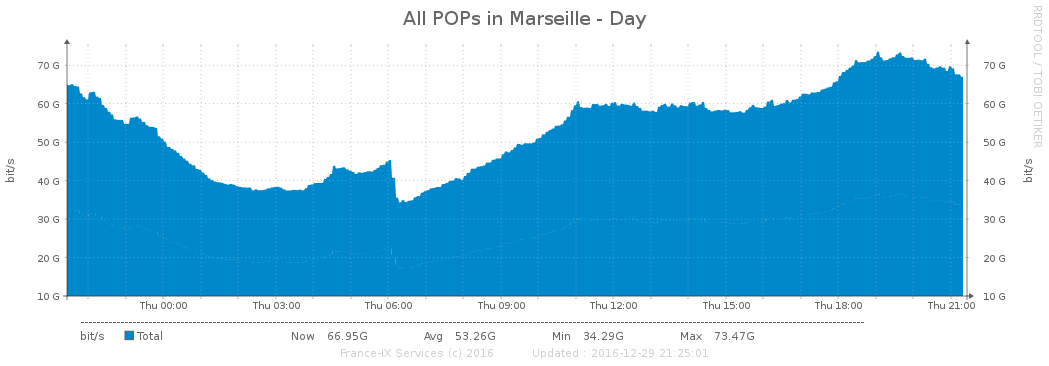 All POPs in Marseille - Day
RRDTOOL / TOBI OETIKER
bit/s
70 G 70 G
60 G 60 G
50 G 50 G
40 G 40 G
30 G 30 G
20 G 20 G
10 G 10 G
bit/s
Thu 00:00 Thu 03:00 Thu 06:00 Thu 09:00 Thu 12:00 Thu 15:00 Thu 18:00 Thu 21:00
bit/s Total Now 66.95G Avg 53.26G Min 34.29G Max 73.47G
France-IX Services (c) 2016 Updated : 2016-12-29 21:25:01